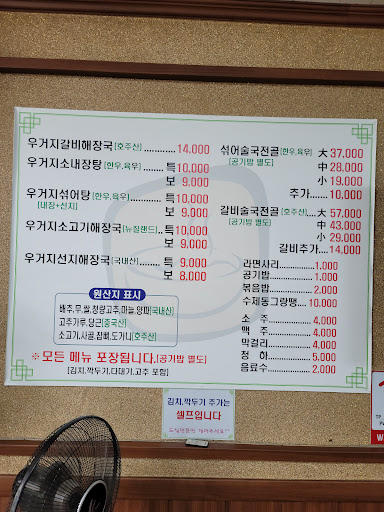 우거지갈비해장국[호주산].............14.000
우거지소내장탕[한우,육우]........특10.000
보 9.000
우거지섞어탕[한우,육우]............특10.000
[내장+선지] 보 9.000
우거지소고기해장국[뉴질랜드]..특10.000
보 9.000
우거지선지해장국[국내산]........특 9.000
보 8.000
원산지 표시
배추,무,쌀,청량고추,마늘,양파[국내산]
고추가루,당근[중국산]
소고기,사골,잡뼈,도가니[호주산]
※모든 메뉴 포장됩니다.[공기밥 별도]
[김치,깍두기,다대기,고추 포함]
섞어술국전골[한우,육우] 大 37.000
[공기밥 별도] 中 28.000
小 19.000
추가.........10.000
갈비술국전골[호주산]....大 57.000
[공기밥 별도] 中 43.000
小 29.000
갈비추가....14.000
라면사리...............1.000
공기밥..................1.000
볶음밥..................2.000
수제동그랑땡....10.000
소 주...................4.000
맥 주...................4.000
막걸리..................4.000
청 하...................5.000
음료수..................2.000
김치,깍두기 추가는
셀프입니다